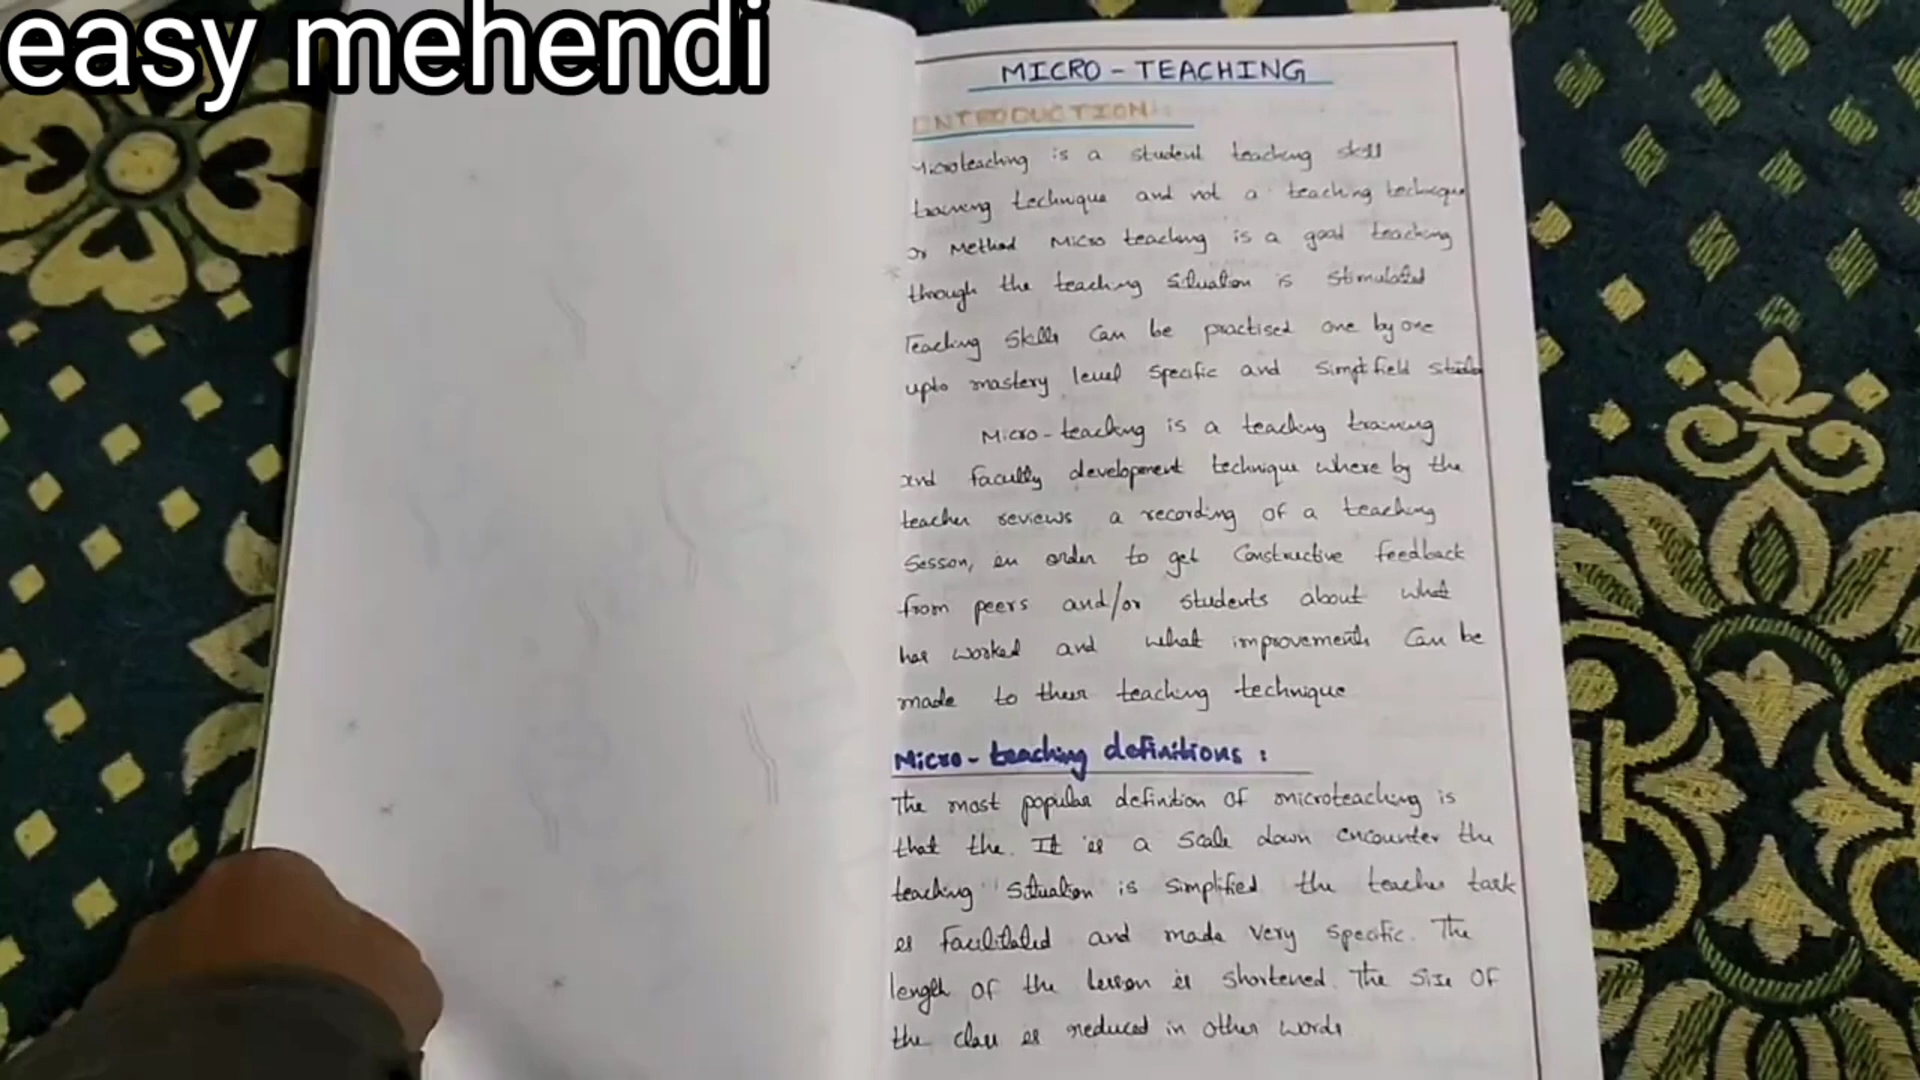 easy mehendi
MICRO - TEACHING
INTRODUCTION:
Microteaching is a student teaching skill
training technique and not a teaching technique
or Method Micro teaching is a good teaching
through the teaching situation is stimulated
Teaching Skills Can be practised one by one
upto mastery level specific and
Micro-teaching is a teaching training
and faculty development technique where by the
teacher reviews a recording of a teaching
Sesson, in order to get Constructive feedback
from peers and/or students about what
has worked and what improvements Can be
made to their teaching technique
Micro-teaching definitions:
The most popular definition of microteaching is
that the. It is a scale down encounter the
teaching situation is simplified the teacher task
is Facilitated and made very specific. The
length of the lesson is shortened. The size of
the class is reduced in other words